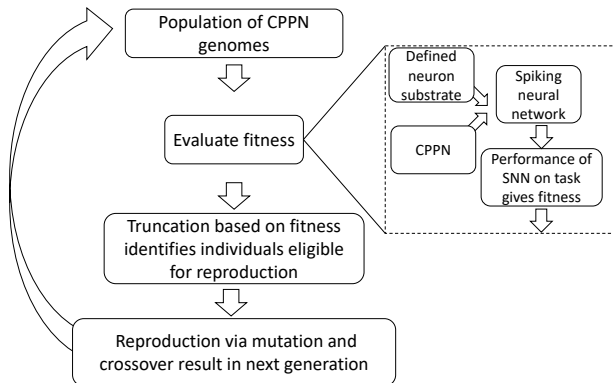 Population of CPPN
genomes
Evaluate fitness
Truncation based on fitness
identifies individuals eligible
for reproduction
Reproduction via mutation and
crossover result in next generation
Defined
neuron
substrate
CPPN
Spiking
neural
network
Performance of
SNN on task
gives fitness